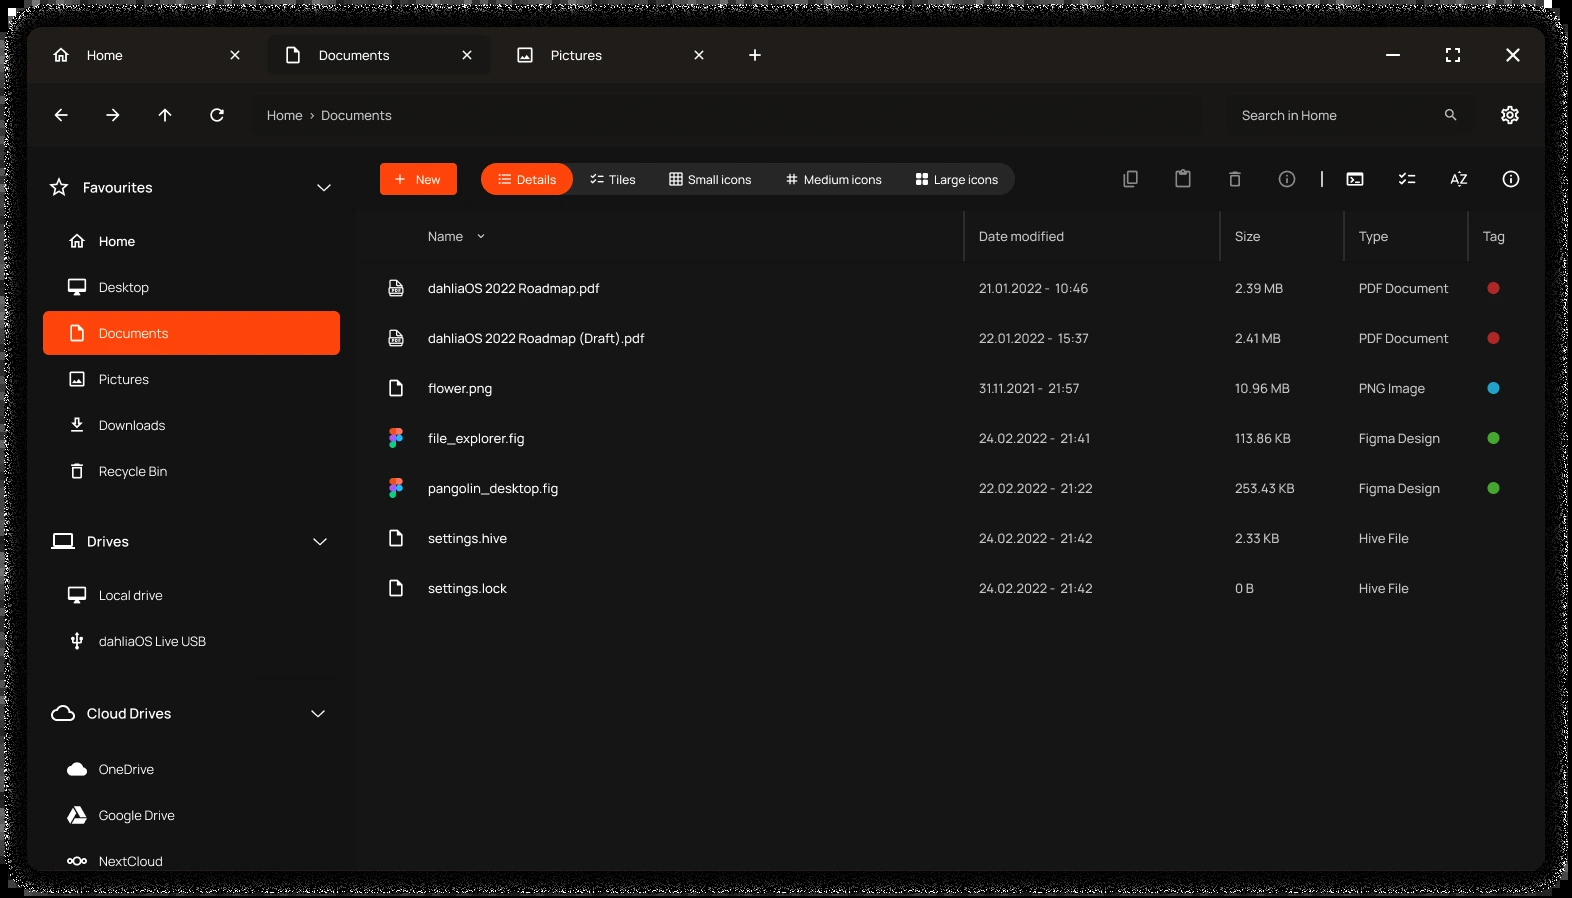 Home
Documents
Pictures
Home › Documents
Search in Home
Favourites
Home
Desktop
Documents
Pictures
Downloads
Recycle Bin
Drives
Local drive
dahliaOS Live USB
Cloud Drives
OneDrive
Google Drive
NextCloud
+ New Details Tiles Small icons Medium icons Large icons
AZ
Name Date modified Size Type Tag
dahliaOS 2022 Roadmap.pdf 21.01.2022 - 10:46 2.39 MB PDF Document
dahliaOS 2022 Roadmap (Draft).pdf 22.01.2022 - 15:37 2.41 MB PDF Document
flower.png 31.11.2021 - 21:57 10.96 MB PNG Image
file_explorer.fig 24.02.2022 - 21:41 113.86 KB Figma Design
pangolin_desktop.fig 22.02.2022 - 21:22 253.43 KB Figma Design
settings.hive 24.02.2022 - 21:42 2.33 KB Hive File
settings.lock 24.02.2022 - 21:42 0 B Hive File